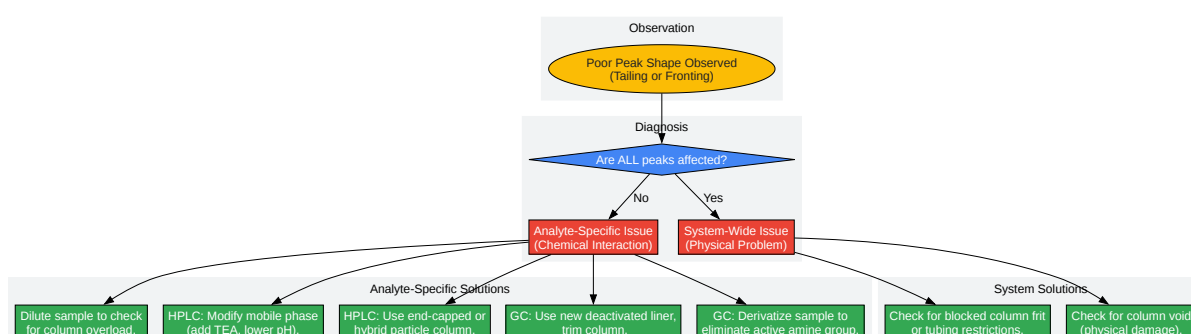 Observation
Poor Peak Shape Observed
(Tailing or Fronting)
Diagnosis
Are ALL peaks affected?
No
Yes
Analyte-Specific Issue
(Chemical Interaction)
System-Wide Issue
(Physical Problem)
Analyte-Specific Solutions
System Solutions
Dilute sample to check
for column overload.
HPLC: Modify mobile phase
(add TEA, lower pH).
HPLC: Use end-capped or
hybrid particle column.
GC: Use new deactivated liner,
trim column.
GC: Derivatize sample to
eliminate active amine group.
Check for blocked column frit
or tubing restrictions.
Check for column void
(physical damage).